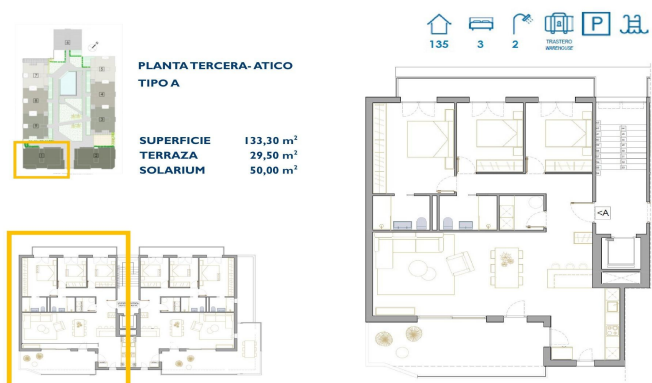 135
3
2
TRASTERO
WAREHOUSE
P
PLANTA TERCERA- ATICO
TIPO A
SUPERFICIE 133,30 m²
TERRAZA 29,50 m²
SOLARIUM 50,00 m²
<A